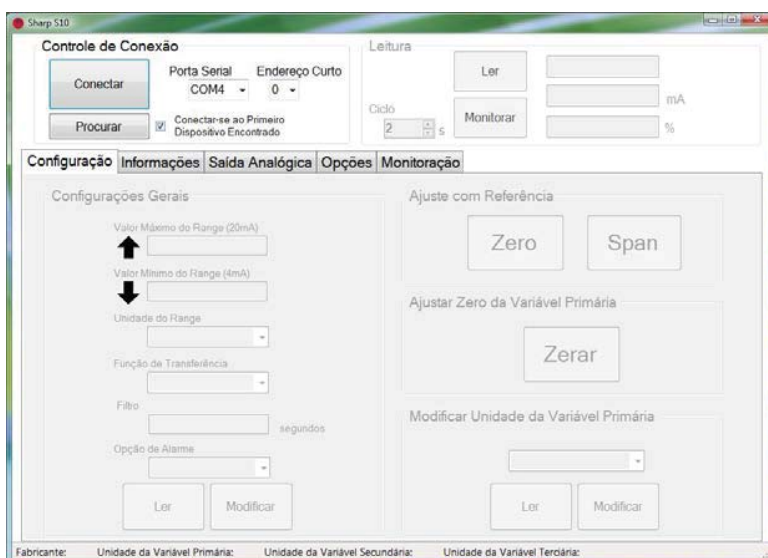 Sharp S10
Controle de Conexão
Conectar
Porta Serial
COM4
Endereço Curto
0
Procurar
Conectar-se ao Primeiro
Dispositivo Encontrado
Leitura
Ler
Ciclo
2
s
Monitorar
mA
%
Configuração
Informações
Saída Analógica
Opções
Monitoração
Configurações Gerais
Valor Máximo do Range (20mA)
Valor Mínimo do Range (4mA)
Unidade do Range
Função de Transferência
Filtro
segundos
Opção de Alarme
Ler
Modificar
Ajuste com Referência
Zero
Span
Ajustar Zero da Variável Primária
Zerar
Modificar Unidade da Variável Primária
Ler
Modificar
Fabricante:
Unidade da Variável Primária:
Unidade da Variável Secundária:
Unidade da Variável Terciária: